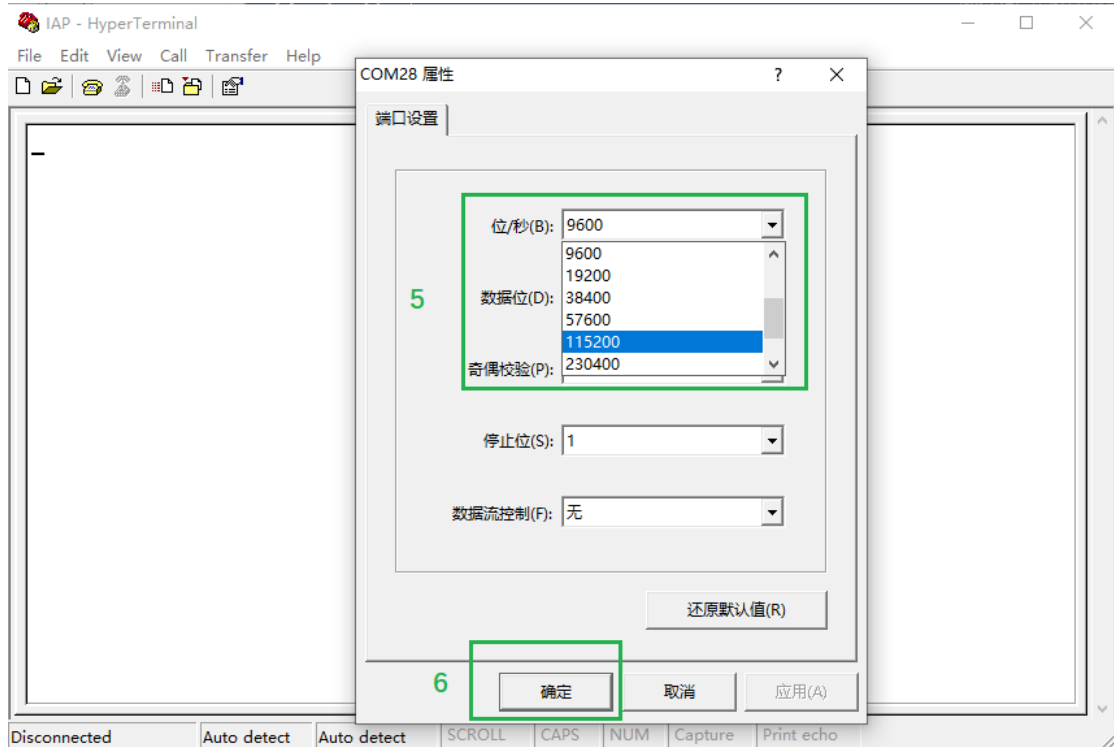 IAP - HyperTerminal
File Edit View Call Transfer Help
COM28 属性
端口设置
位/秒(B): 9600
9600
19200
5
数据位(D): 38400
57600
115200
奇偶校验(P): 230400
停止位(S): 1
数据流控制(F): 无
还原默认值(R)
6
确定 取消 应用(A)
Disconnected Auto detect Auto detect SCROLL CAPS NUM Capture Print echo